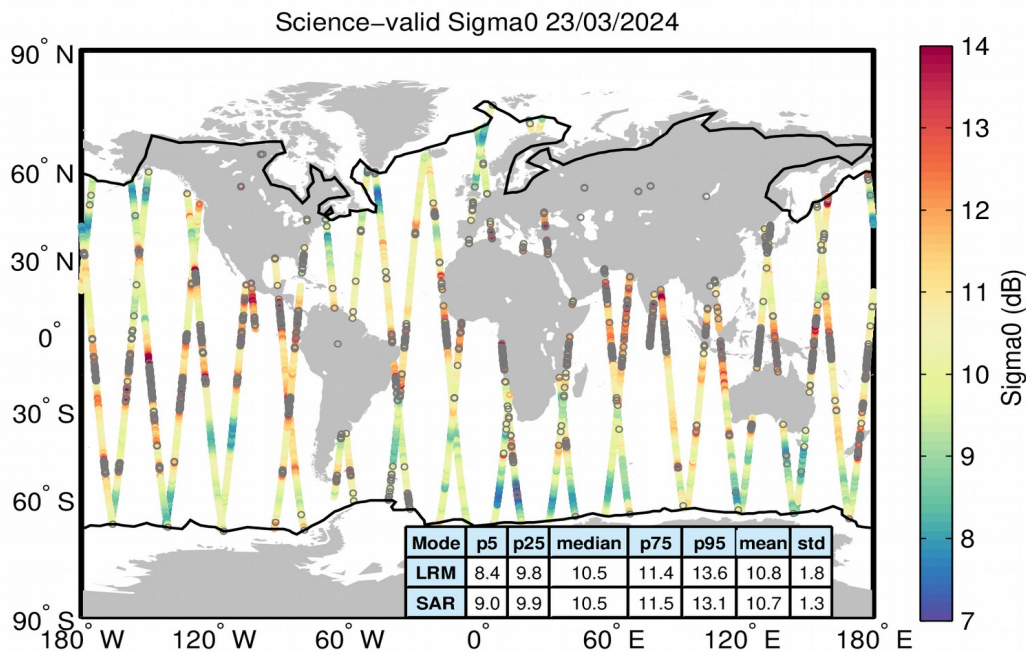 Science−valid Sigma0 23/03/2024
90° N
60° N
30° N
0°
30° S
60° S
90° S
180° W
120° W
60° W
0°
60° E
120° E
180° E
Mode p5 p25 median p75 p95 mean std
LRM 8.4 9.8 10.5 11.4 13.6 10.8 1.8
SAR 9.0 9.9 10.5 11.5 13.1 10.7 1.3
14
13
12
11
10
9
8
7
Sigma0 (dB)